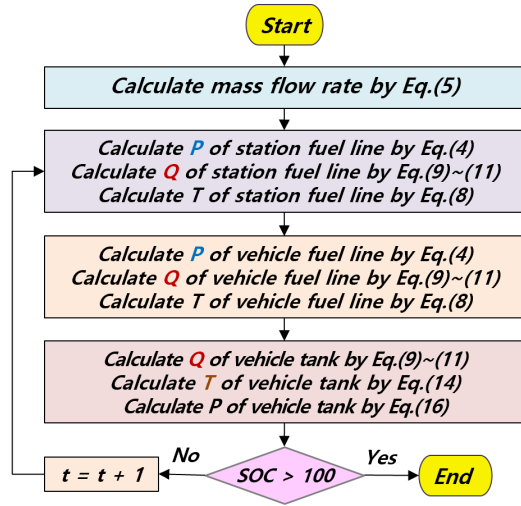 Start
Calculate mass flow rate by Eq.(5)
Calculate P of station fuel line by Eq.(4)
Calculate Q of station fuel line by Eq.(9)~(11)
Calculate T of station fuel line by Eq.(8)
Calculate P of vehicle fuel line by Eq.(4)
Calculate Q of vehicle fuel line by Eq.(9)~(11)
Calculate T of vehicle fuel line by Eq.(8)
Calculate Q of vehicle tank by Eq.(9)~(11)
Calculate T of vehicle tank by Eq.(14)
Calculate P of vehicle tank by Eq.(16)
No
Yes
t = t + 1
SOC > 100
End